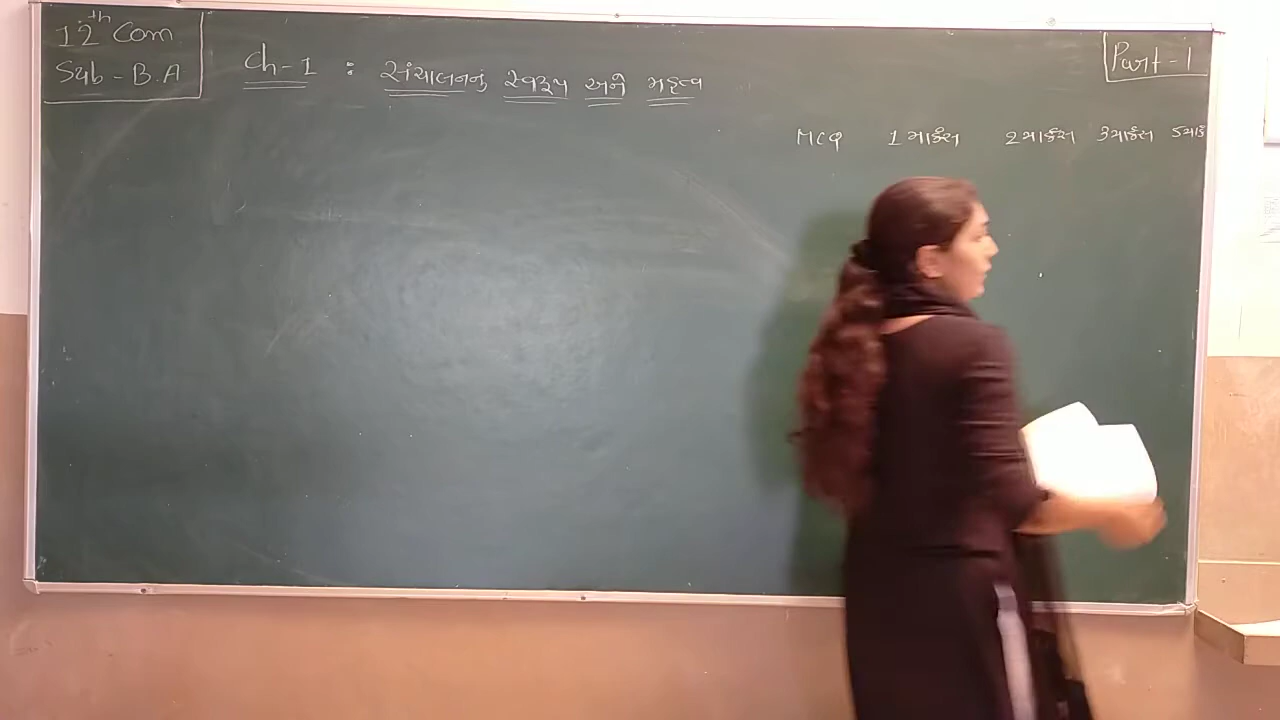 12th Com
Sub - B.A
Ch-1 : સંચાલનનું સ્વરૂપ અને મહત્વ
Part-1
MCQ 1 માર્ક્સ 2 માર્ક્સ 3 માર્ક્સ 5 માર્ક